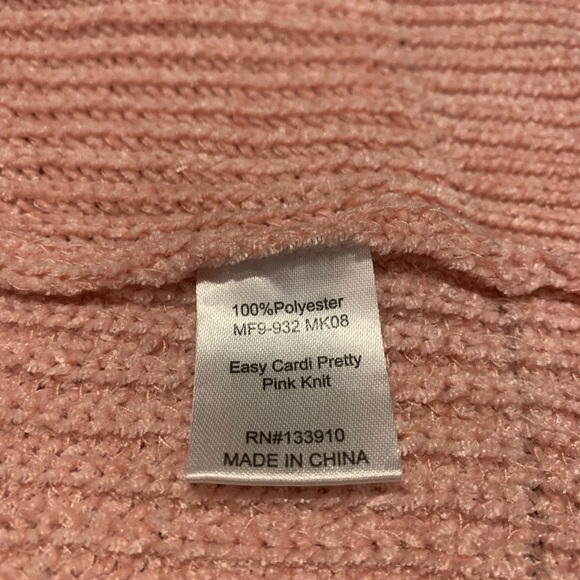 100%Polyester
MF9-932 MK08
Easy Cardi Pretty
Pink Knit
RN#133910
MADE IN CHINA